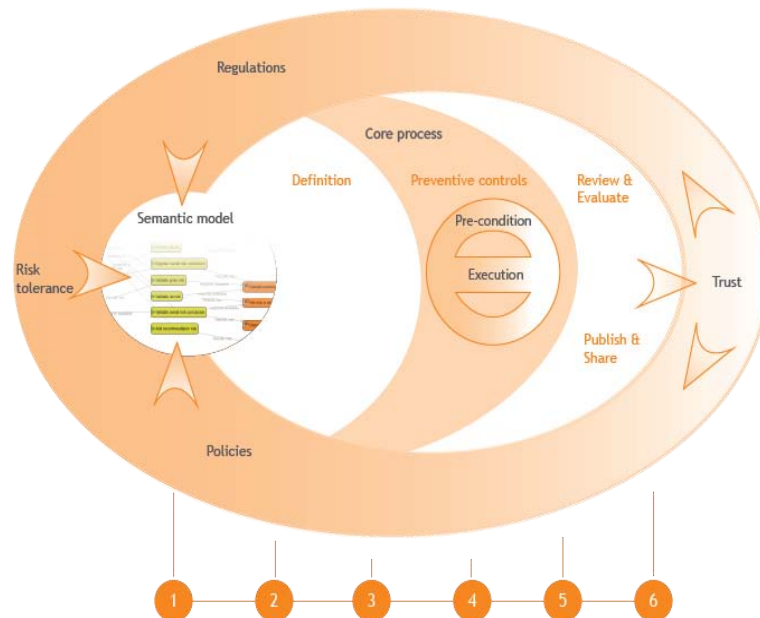 Regulations
Core process
Definition
Preventive controls
Review &
Evaluate
Semantic model
Pre-condition
Risk
tolerance
Execution
Trust
Publish &
Share
Policies
1
2
3
4
5
6